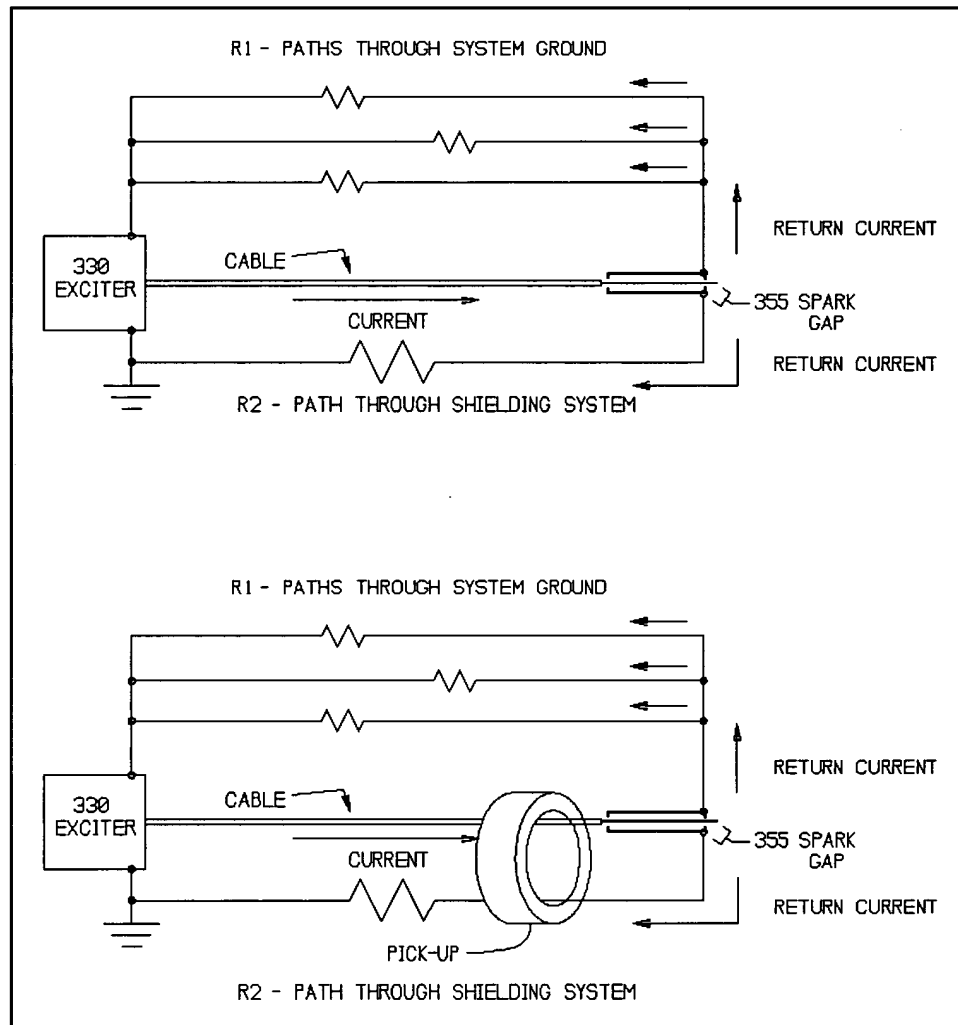 R1 - PATHS THROUGH SYSTEM GROUND
RETURN CURRENT
330
EXCITER
CABLE
CURRENT
355 SPARK
GAP
RETURN CURRENT
R2 - PATH THROUGH SHIELDING SYSTEM
R1 - PATHS THROUGH SYSTEM GROUND
RETURN CURRENT
330
EXCITER
CABLE
CURRENT
355 SPARK
GAP
RETURN CURRENT
PICK-UP
R2 - PATH THROUGH SHIELDING SYSTEM